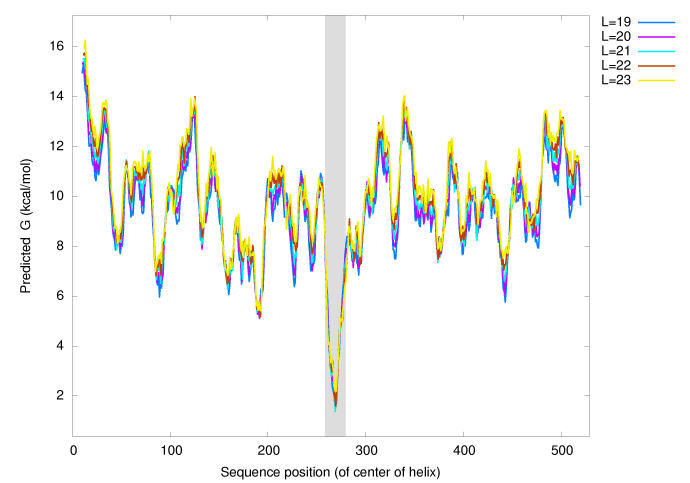 L=19
L=20
L=21
L=22
L=23
16
14
12
10
8
6
4
2
Predicted G (kcal/mol)
0 100 200 300 400 500
Sequence position (of center of helix)